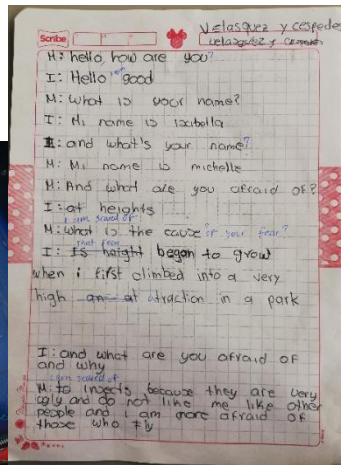 Scribe
Velasquez y cespedes
Velasquez y cespedes
M: hello, how are you?
I: Hello good
M: what is your name?
I: Mi name is Ixibella
I: and what's your name?
M: Mi name is michelle
M: And what are you afraid of?
I: at heights
i am scared of
M: what is the cause of your fear?
that fear
I: Is height began to grow
when i first climbed into a very
high an at atraction in a park
I: and what are you afraid of
and why
i am scared of
M: to insects because they are very
ugly and do not like me like other
people and i am more afraid of
those who fly